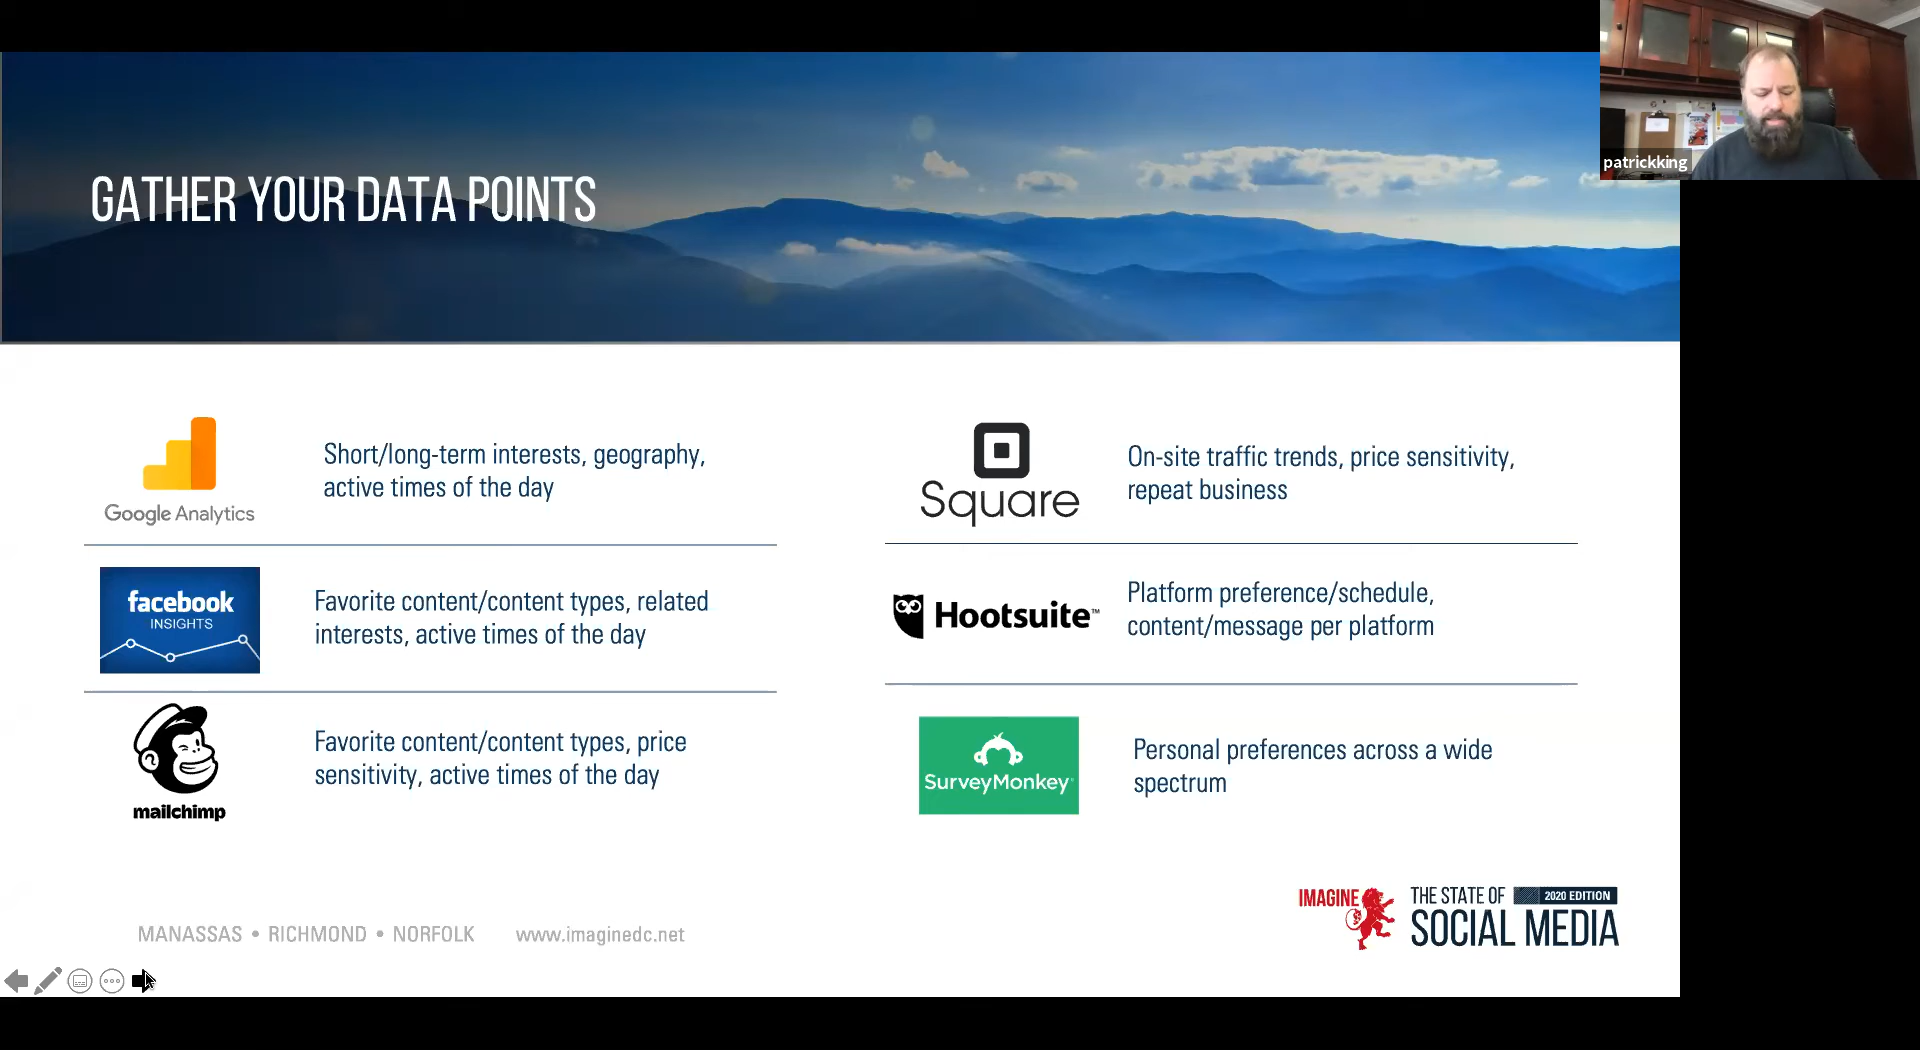 patrickking
GATHER YOUR DATA POINTS
Google Analytics
Short/long-term interests, geography,
active times of the day
facebook
INSIGHTS
Favorite content/content types, related
interests, active times of the day
mailchimp
Favorite content/content types, price
sensitivity, active times of the day
Square
On-site traffic trends, price sensitivity,
repeat business
Hootsuite™
Platform preference/schedule,
content/message per platform
SurveyMonkey®
Personal preferences across a wide
spectrum
MANASSAS • RICHMOND • NORFOLK www.imaginedc.net
IMAGINE
THE STATE OF 2020 EDITION
SOCIAL MEDIA